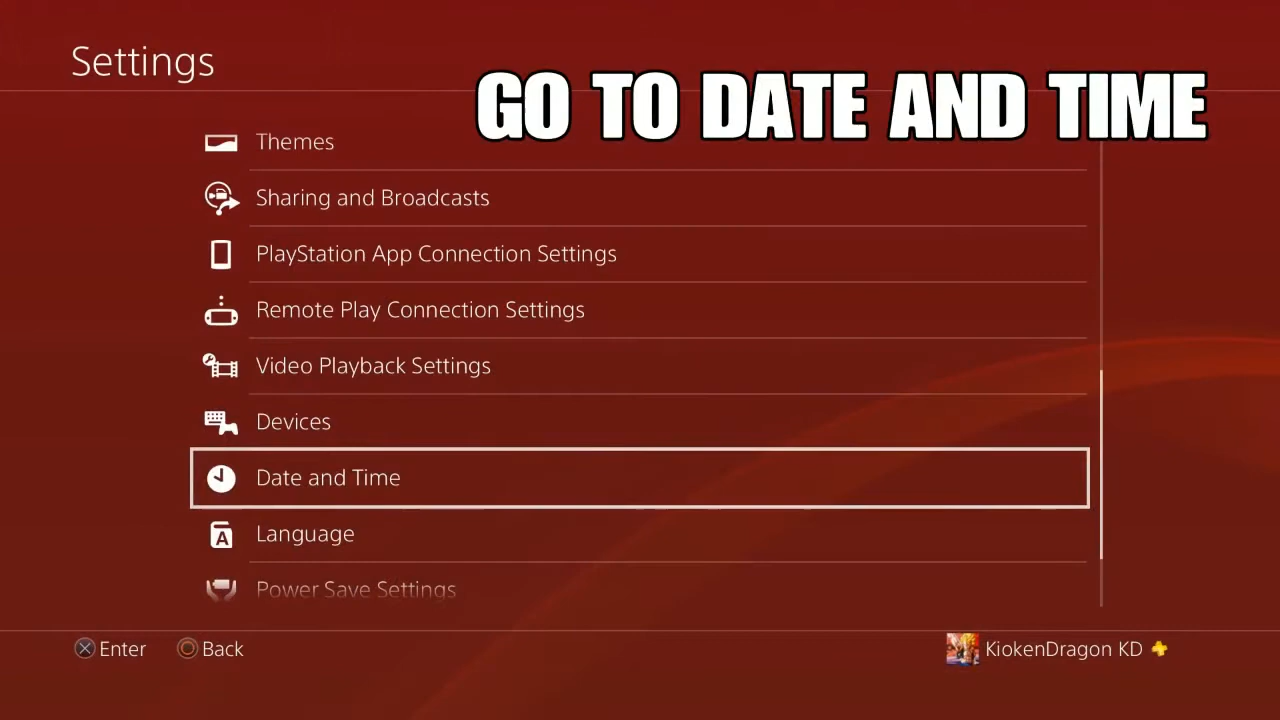 Settings
GO TO DATE AND TIME
Themes
Sharing and Broadcasts
PlayStation App Connection Settings
Remote Play Connection Settings
Video Playback Settings
Devices
Date and Time
Language
Power Save Settings
Enter Back KiokenDragon KD